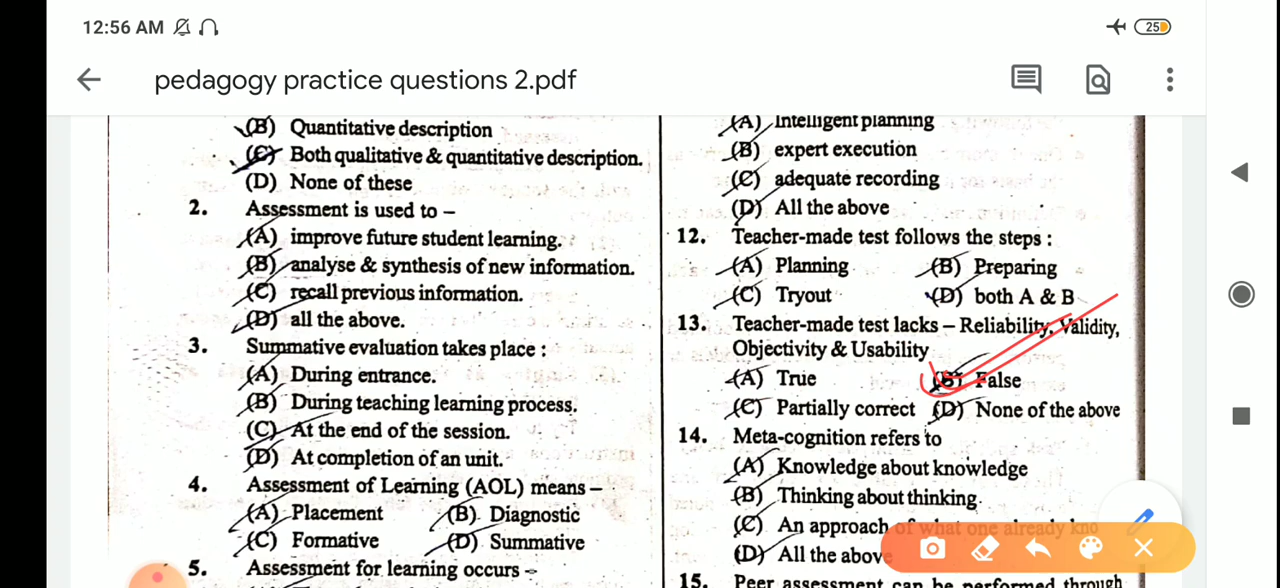 12:56 AM
25
pedagogy practice questions 2.pdf
(B) Quantitative description
(C) Both qualitative & quantitative description.
(D) None of these
2. Assessment is used to –
(A) improve future student learning.
(B) analyse & synthesis of new information.
(C) recall previous information.
(D) all the above.
3. Summative evaluation takes place :
(A) During entrance.
(B) During teaching learning process.
(C) At the end of the session.
(D) At completion of an unit.
4. Assessment of Learning (AOL) means –
(A) Placement (B) Diagnostic
(C) Formative (D) Summative
5. Assessment for learning occurs –
(A) Intelligent planning
(B) expert execution
(C) adequate recording
(D) All the above
12. Teacher-made test follows the steps :
(A) Planning (B) Preparing
(C) Tryout (D) both A & B
13. Teacher-made test lacks – Reliability, Validity,
Objectivity & Usability
(A) True (B) False
(C) Partially correct (D) None of the above
14. Meta-cognition refers to
(A) Knowledge about knowledge
(B) Thinking about thinking
(C) An approach of what one already kno
(D) All the above
15. Peer assessment can be performed through